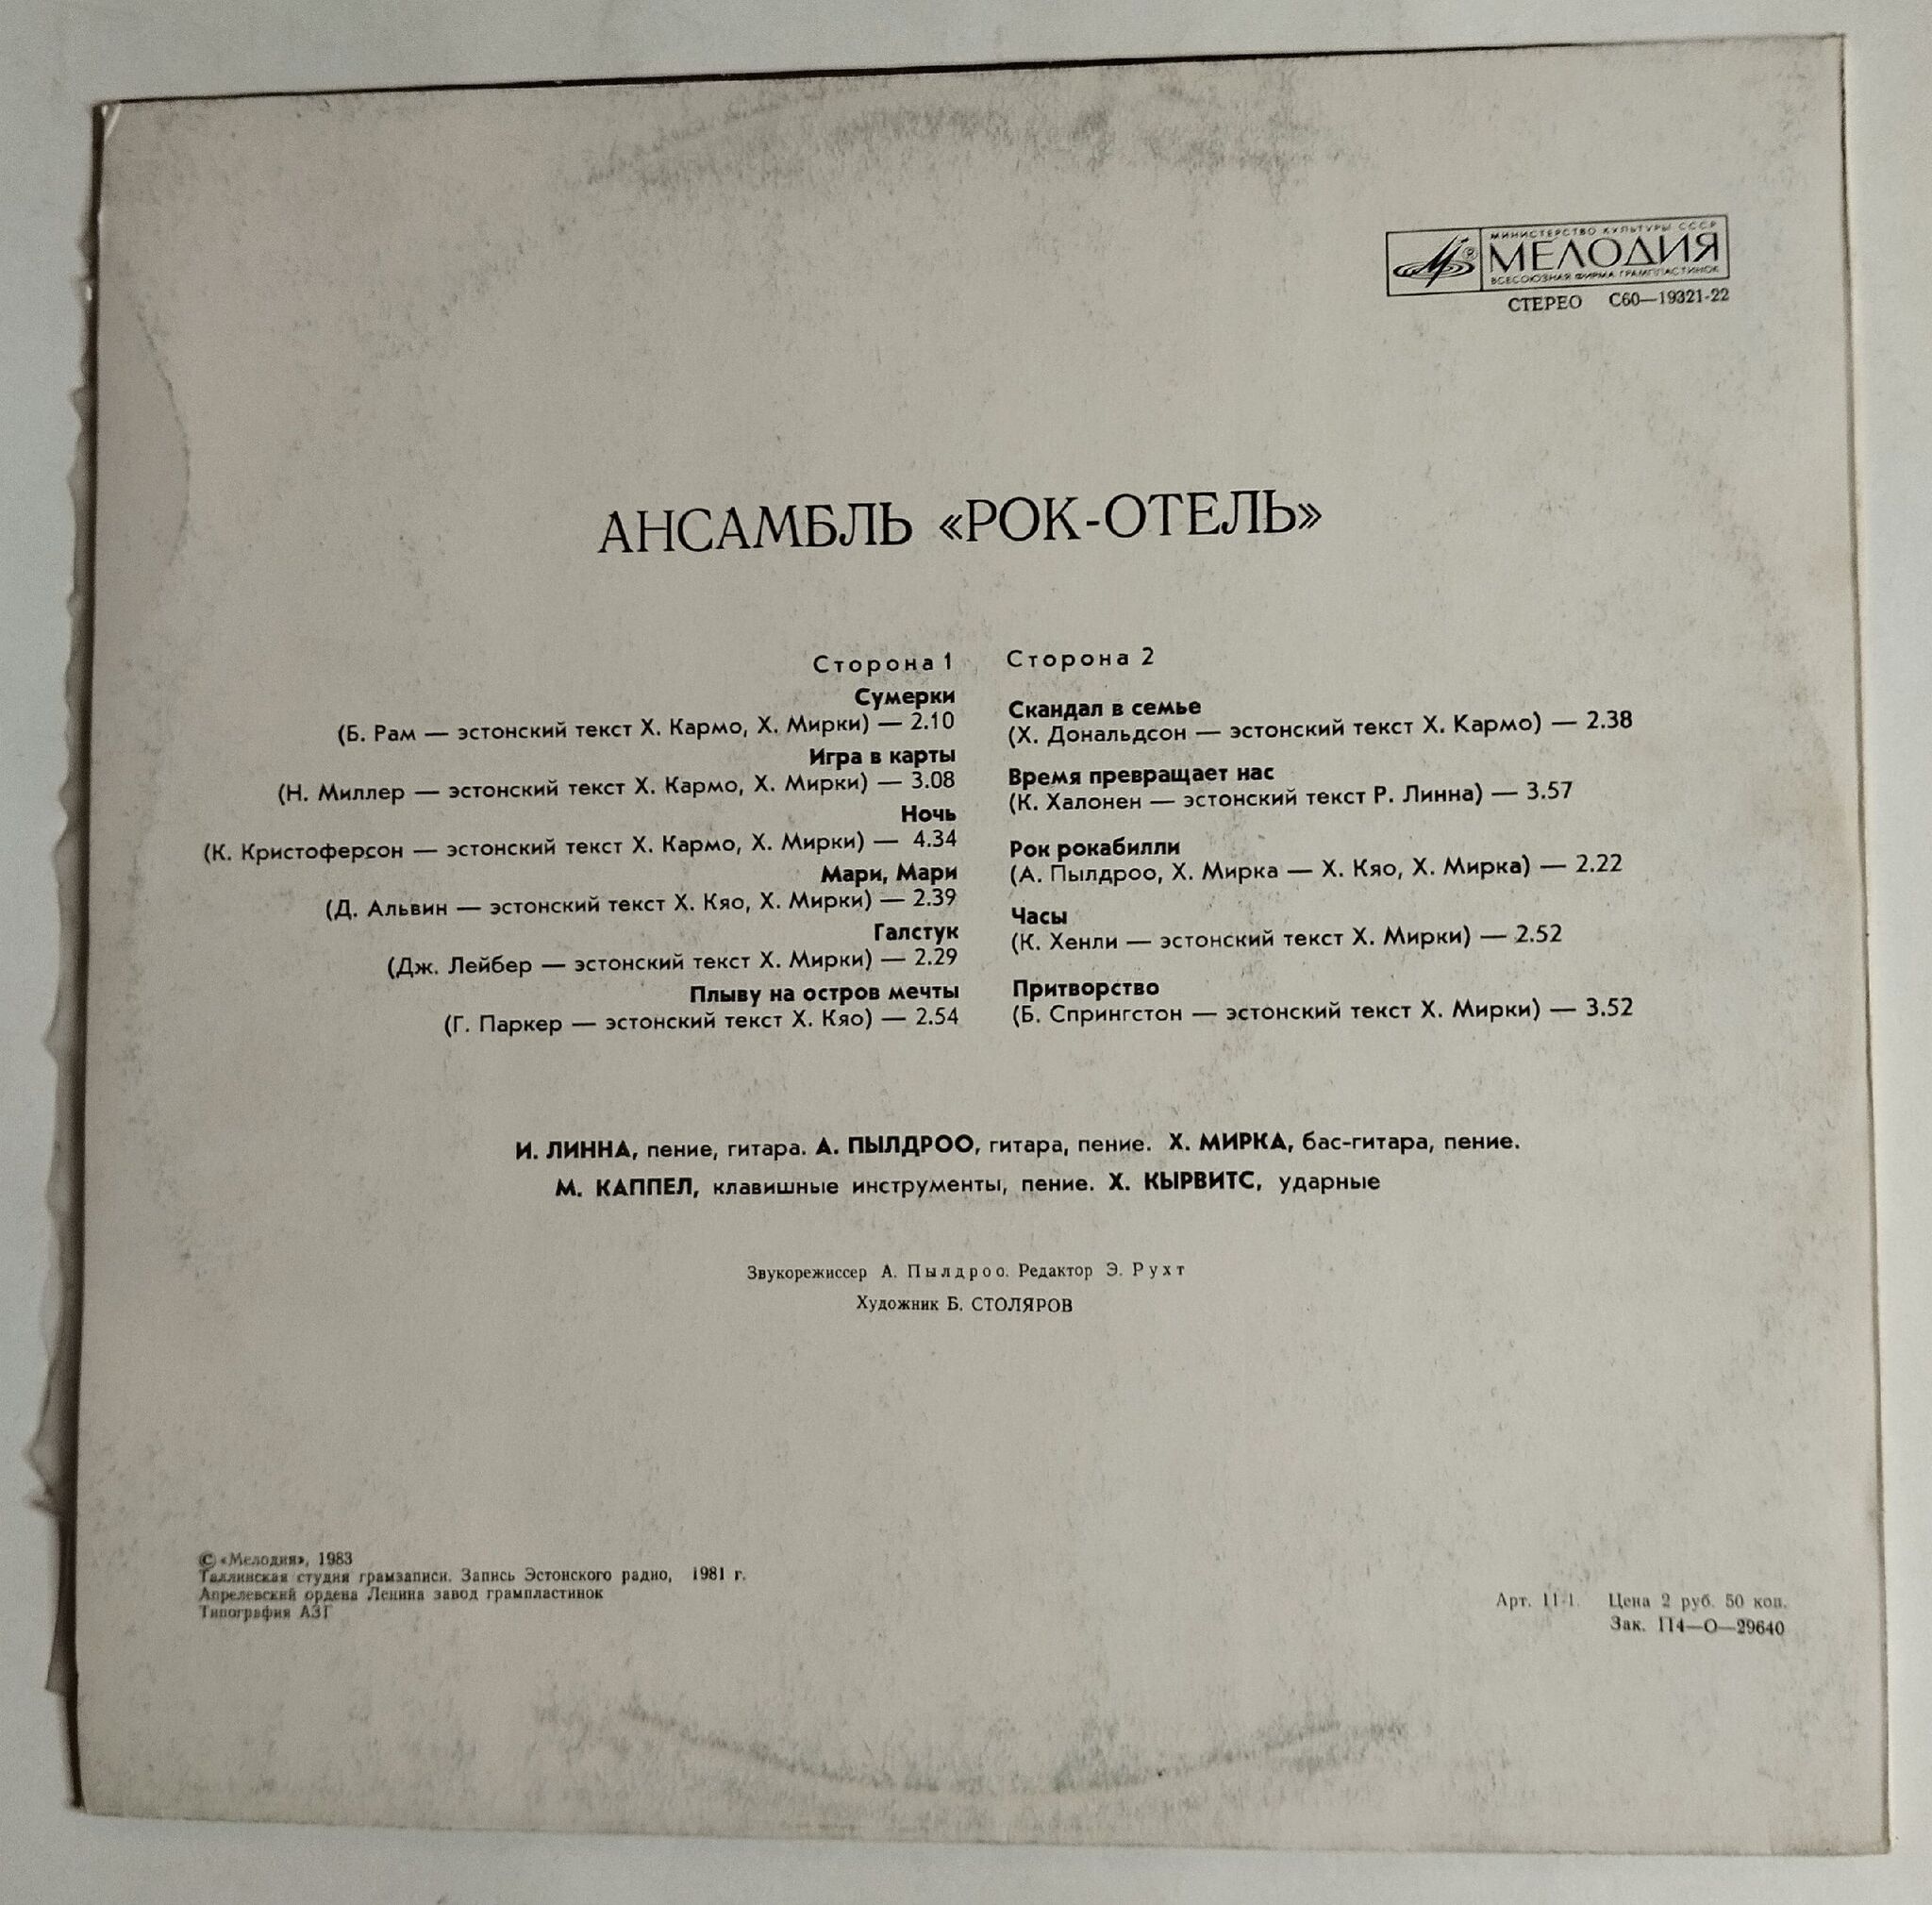 МИНИСТЕРСТВО КУЛЬТУРЫ СССР
МЕЛОДИЯ
ВСЕСОЮЗНАЯ ФИРМА ГРАМПЛАСТИНОК
СТЕРЕО С60—19321-22
АНСАМБЛЬ «РОК-ОТЕЛЬ»
Сторона 1
Сумерки
(Б. Рам — эстонский текст Х. Кармо, Х. Мирки) — 2.10
Игра в карты
(Н. Миллер — эстонский текст Х. Кармо, Х. Мирки) — 3.08
Ночь
(К. Кристоферсон — эстонский текст Х. Кармо, Х. Мирки) — 4.34
Мари, Мари
(Д. Альвин — эстонский текст Х. Кяо, Х. Мирки) — 2.39
Галстук
(Дж. Лейбер — эстонский текст Х. Мирки) — 2.29
Плыву на остров мечты
(Г. Паркер — эстонский текст Х. Кяо) — 2.54
Сторона 2
Скандал в семье
(Х. Дональдсон — эстонский текст Х. Кармо) — 2.38
Время превращает нас
(К. Халонен — эстонский текст Р. Линна) — 3.57
Рок рокабилли
(А. Пылдроо, Х. Мирка — Х. Кяо, Х. Мирка) — 2.22
Часы
(К. Хенли — эстонский текст Х. Мирки) — 2.52
Притворство
(Б. Спрингстон — эстонский текст Х. Мирки) — 3.52
И. ЛИННА, пение, гитара. А. ПЫЛДРОО, гитара, пение. Х. МИРКА, бас-гитара, пение.
М. КАППЕЛ, клавишные инструменты, пение. Х. КЫРВИТС, ударные
Звукорежиссер А. Пылдроо. Редактор Э. Рухт
Художник Б. СТОЛЯРОВ
© «Мелодия», 1983
Таллинская студия грамзаписи. Запись Эстонского радио, 1981 г.
Апрелевский ордена Ленина завод грампластинок
Типография АЗГ
Арт. 11-1. Цена 2 руб. 50 коп.
Зак. 114—О—29640